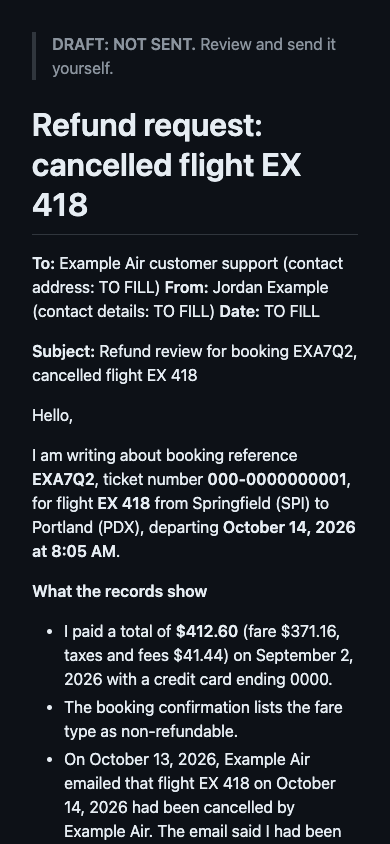 DRAFT: NOT SENT. Review and send it
yourself.
Refund request:
cancelled flight EX
418
To: Example Air customer support (contact
address: TO FILL) From: Jordan Example
(contact details: TO FILL) Date: TO FILL
Subject: Refund review for booking EXA7Q2,
cancelled flight EX 418
Hello,
I am writing about booking reference
EXA7Q2, ticket number 000-0000000001,
for flight EX 418 from Springfield (SPI) to
Portland (PDX), departing October 14, 2026
at 8:05 AM.
What the records show
• I paid a total of $412.60 (fare $371.16,
taxes and fees $41.44) on September 2,
2026 with a credit card ending 0000.
• The booking confirmation lists the fare
type as non-refundable.
• On October 13, 2026, Example Air
emailed that flight EX 418 on October
14, 2026 had been cancelled by
Example Air. The email said I had been